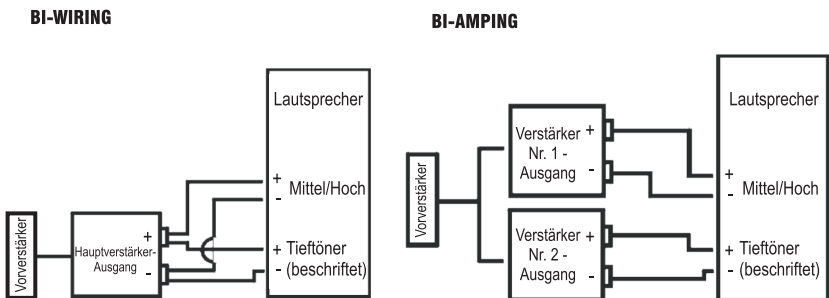 BI-WIRING
Lautsprecher
+
Mittel/Hoch
-
Vorverstärker
Hauptverstärker-
Ausgang
+
-
+ Tieftöner
- (beschriftet)
BI-AMPING
Lautsprecher
Vorverstärker
Verstärker +
Nr. 1 -
Ausgang -
+
Mittel/Hoch
-
Verstärker +
Nr. 2 -
Ausgang -
+ Tieftöner
- (beschriftet)